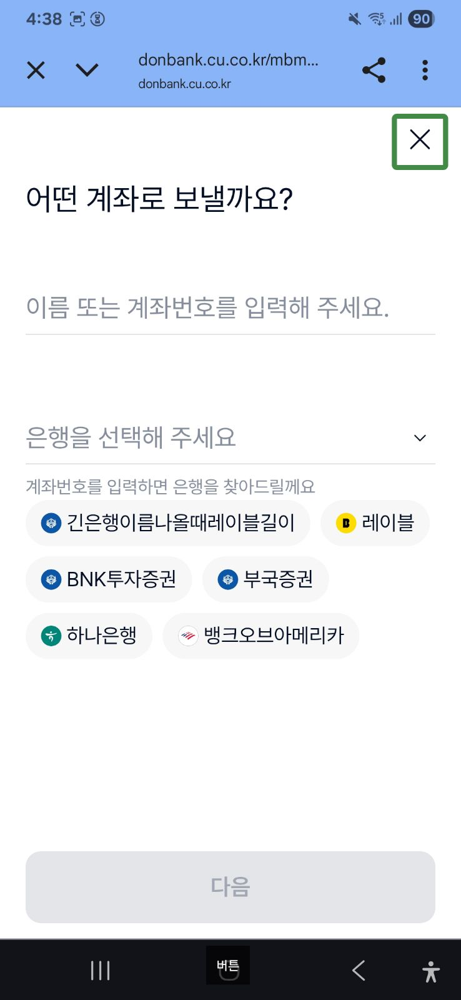 4:38
5
90
donbank.cu.co.kr/mbm...
donbank.cu.co.kr
어떤 계좌로 보낼까요?
이름 또는 계좌번호를 입력해 주세요.
은행을 선택해 주세요
계좌번호를 입력하면 은행을 찾아드릴께요
긴은행이름나올때레이블길이
B 레이블
BNK투자증권
부국증권
하나은행
뱅크오브아메리카
다음
버튼